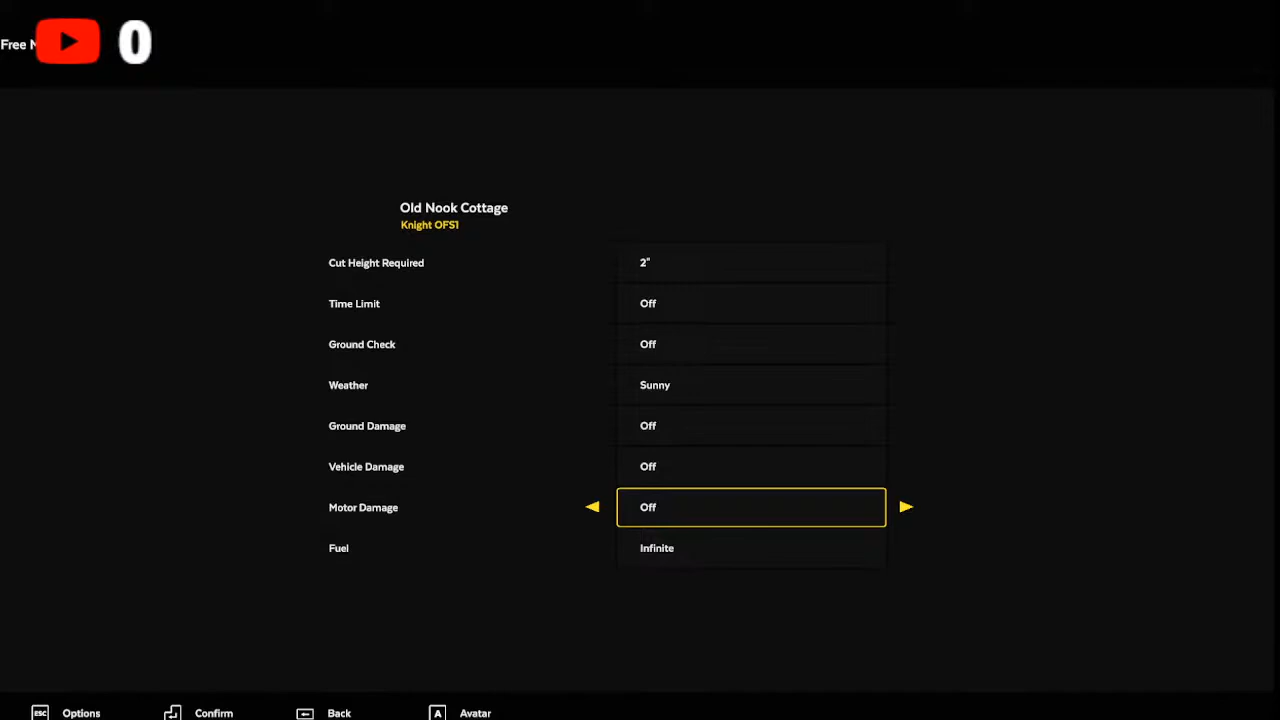 Free
0
Old Nook Cottage
Knight OFS1
Cut Height Required 2"
Time Limit Off
Ground Check Off
Weather Sunny
Ground Damage Off
Vehicle Damage Off
Motor Damage Off
Fuel Infinite
ESC Options Confirm Back A Avatar